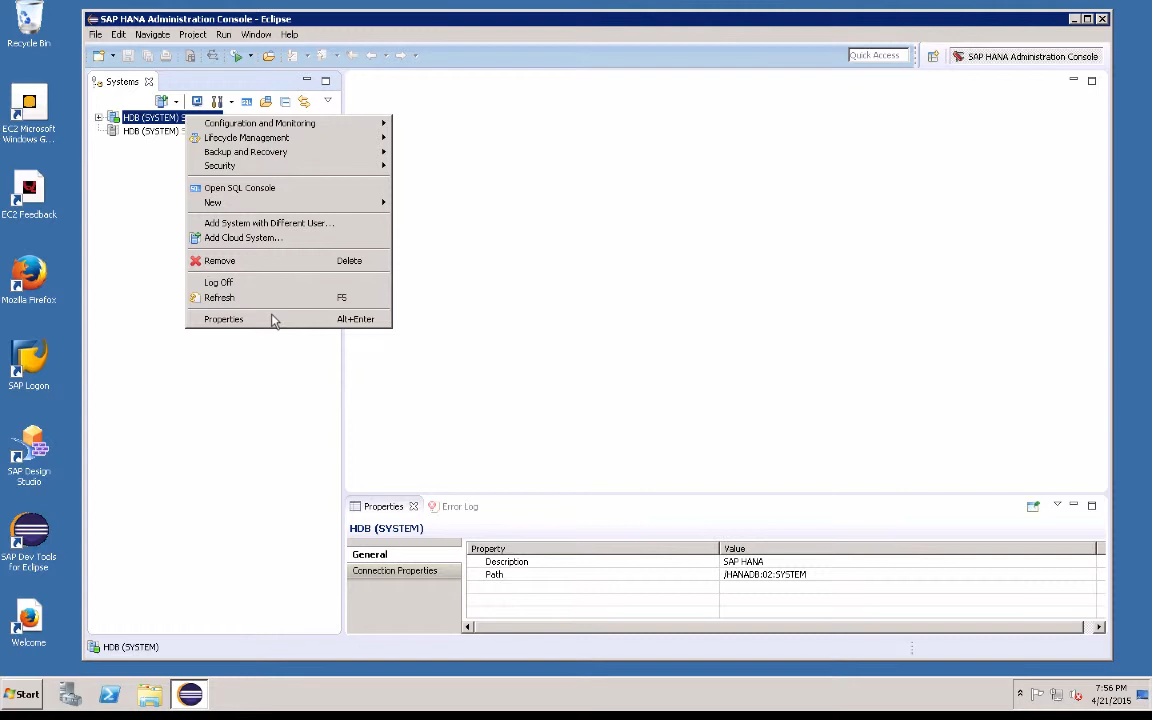 SAP HANA Administration Console - Eclipse
File Edit Navigate Project Run Window Help
Quick Access
SAP HANA Administration Console
Systems
HDB (SYSTEM) S
HDB (SYSTEM) S
Configuration and Monitoring
Lifecycle Management
Backup and Recovery
Security
Open SQL Console
New
Add System with Different User...
Add Cloud System...
Remove Delete
Log Off
Refresh F5
Properties Alt+Enter
Properties
Error Log
HDB (SYSTEM)
General
Connection Properties
Property Value
Description SAP HANA
Path /HANADB:02:SYSTEM
HDB (SYSTEM)
Recycle Bin
EC2 Microsoft
Windows G...
EC2 Feedback
Mozilla Firefox
SAP Logon
SAP Design
Studio
SAP Dev Tools
for Eclipse
Welcome
Start
7:56 PM
4/21/2015